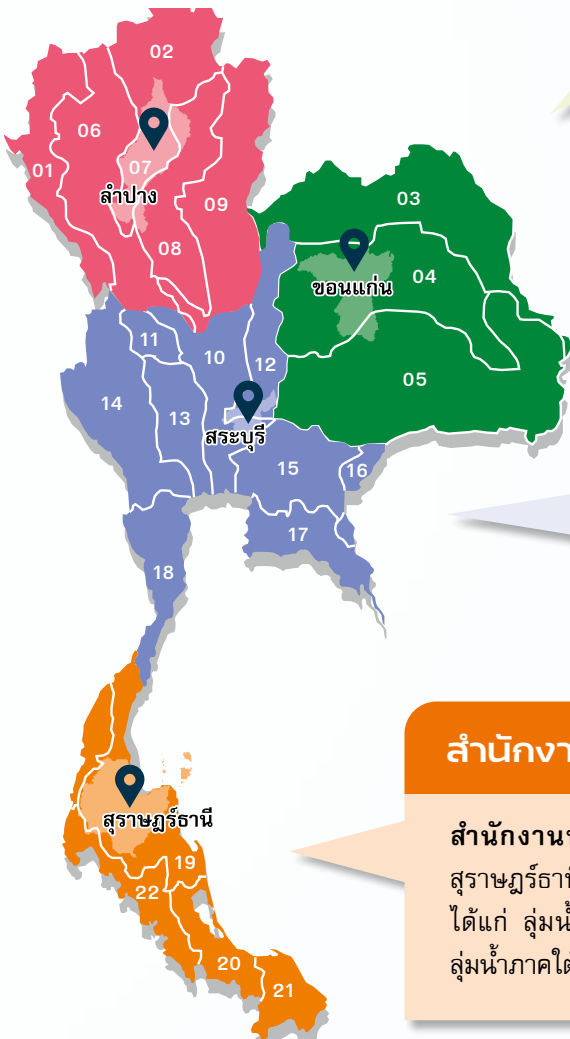 02
06
01
07
ลำปาง
09
08
03
04
ขอนแก่น
05
11
10
12
14
13
สระบุรี
15
16
17
18
สุราษฎร์ธานี
19
22
20
21
สำนักงา
สำนักงาน
สุราษฎร์ธานี
ได้แก่ ลุ่มน้ำ
ลุ่มน้ำภาคใต้